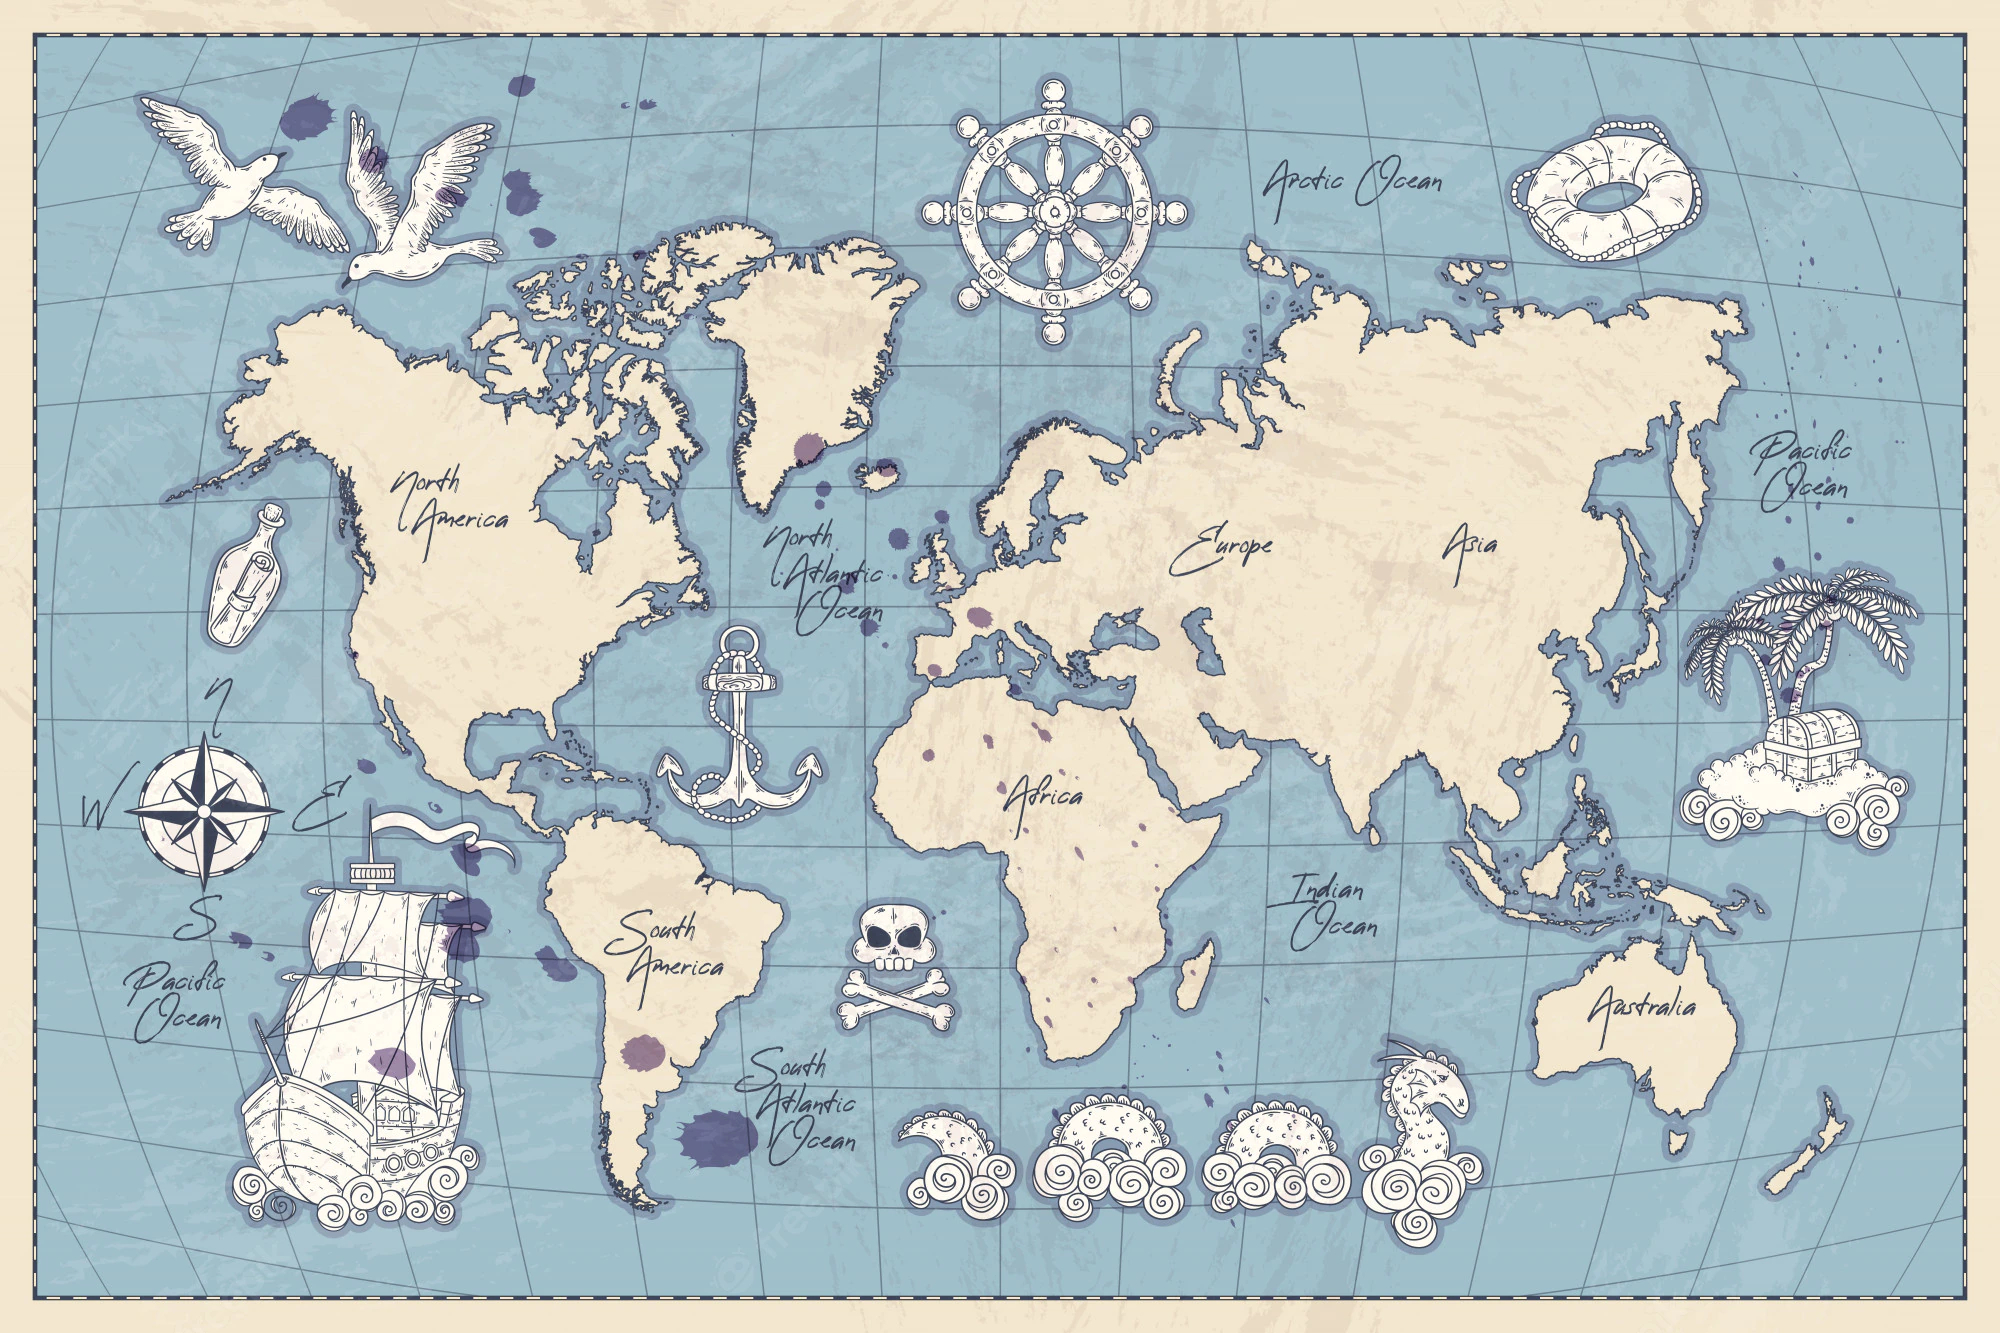 Arctic Ocean
North
America
Pacific
Ocean
North
Atlantic
Ocean
Europe
Asia
N
W
E
S
Africa
Indian
Ocean
South
America
Pacific
Ocean
Australia
South
Atlantic
Ocean